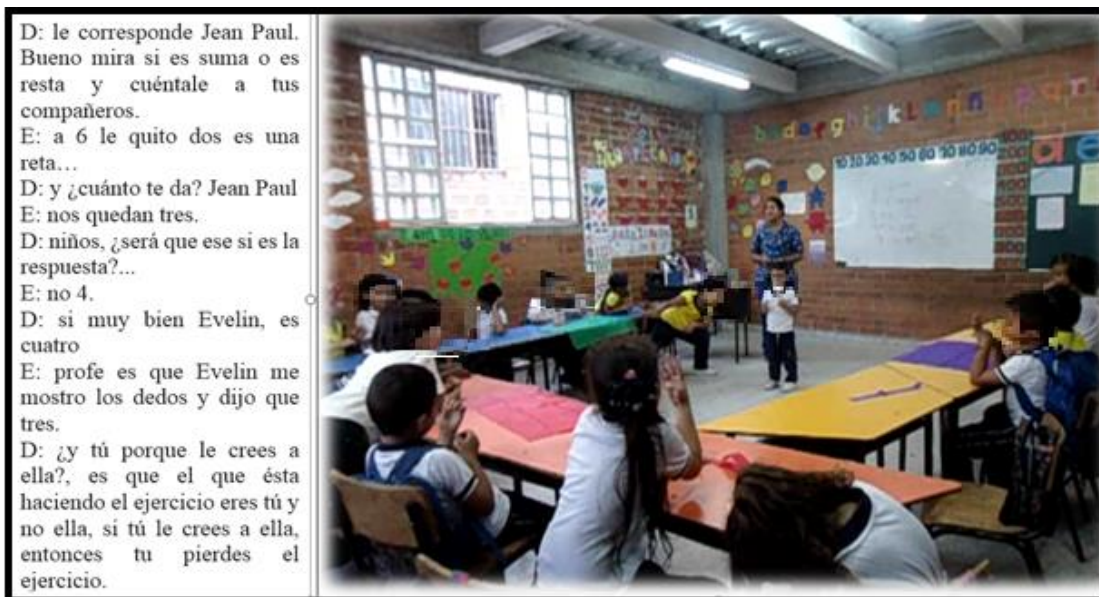 D: le corresponde Jean Paul.
Bueno mira si es suma o es
resta y cuéntale a tus
compañeros.
E: a 6 le quito dos es una
reta…
D: y ¿cuánto te da? Jean Paul
E: nos quedan tres.
D: niños, ¿será que ese si es la
respuesta?...
E: no 4.
D: si muy bien Evelin, es
cuatro
E: profe es que Evelin me
mostro los dedos y dijo que
tres.
D: ¿y tú porque le crees a
ella?, es que el que ésta
haciendo el ejercicio eres tú y
no ella, si tú le crees a ella,
entonces tu pierdes el
ejercicio.
10 20 30 40 50 60 70 80 90
a e